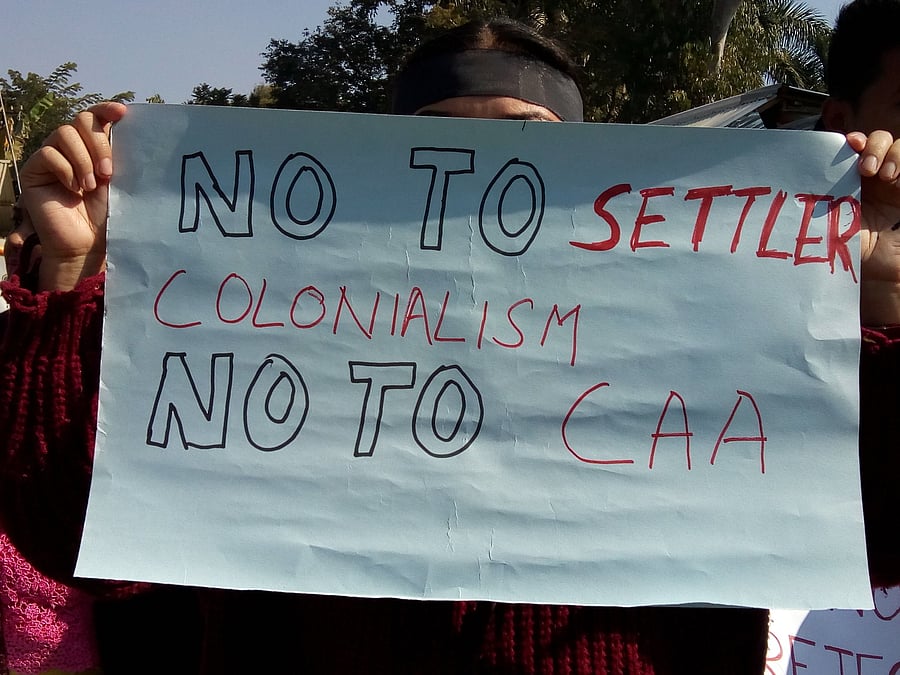 NO TO SETTLER
COLONIALISM
NO TO CAA